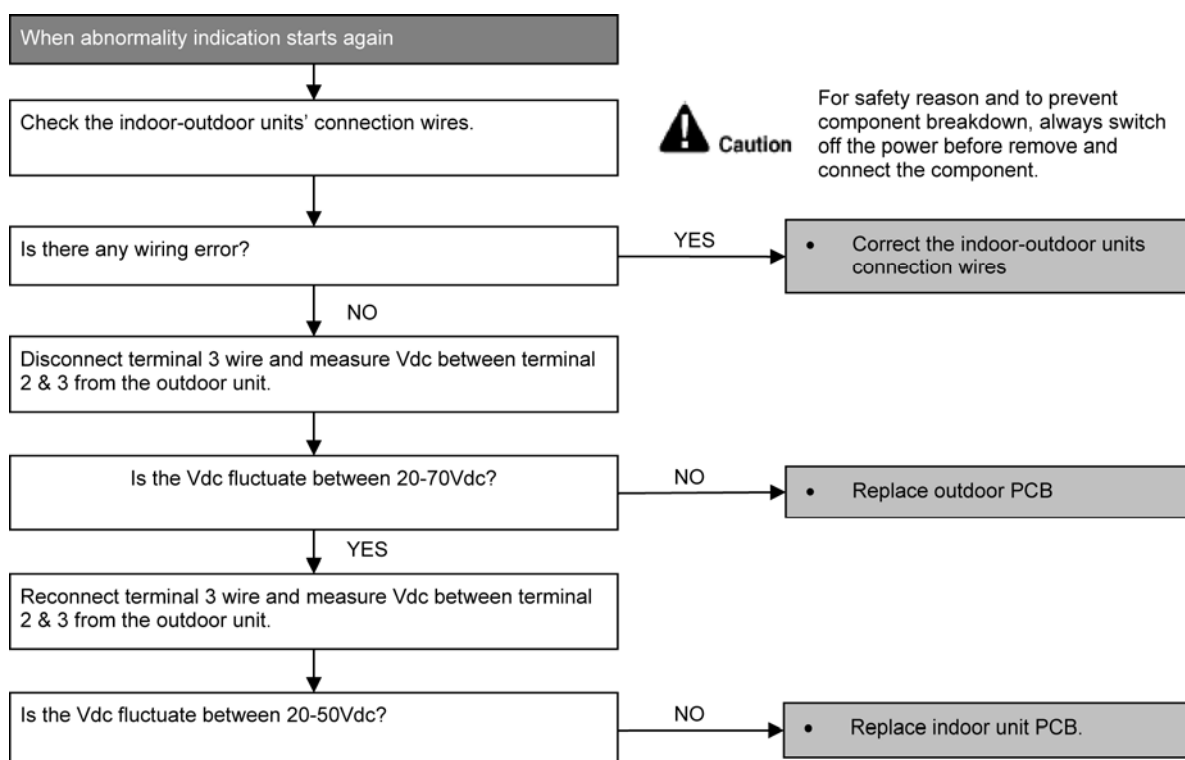 When abnormality indication starts again
Check the indoor-outdoor units' connection wires.
Caution
For safety reason and to prevent
component breakdown, always switch
off the power before remove and
connect the component.
Is there any wiring error?
YES
• Correct the indoor-outdoor units
connection wires
NO
Disconnect terminal 3 wire and measure Vdc between terminal
2 & 3 from the outdoor unit.
Is the Vdc fluctuate between 20-70Vdc?
NO
• Replace outdoor PCB
YES
Reconnect terminal 3 wire and measure Vdc between terminal
2 & 3 from the outdoor unit.
Is the Vdc fluctuate between 20-50Vdc?
NO
• Replace indoor unit PCB.